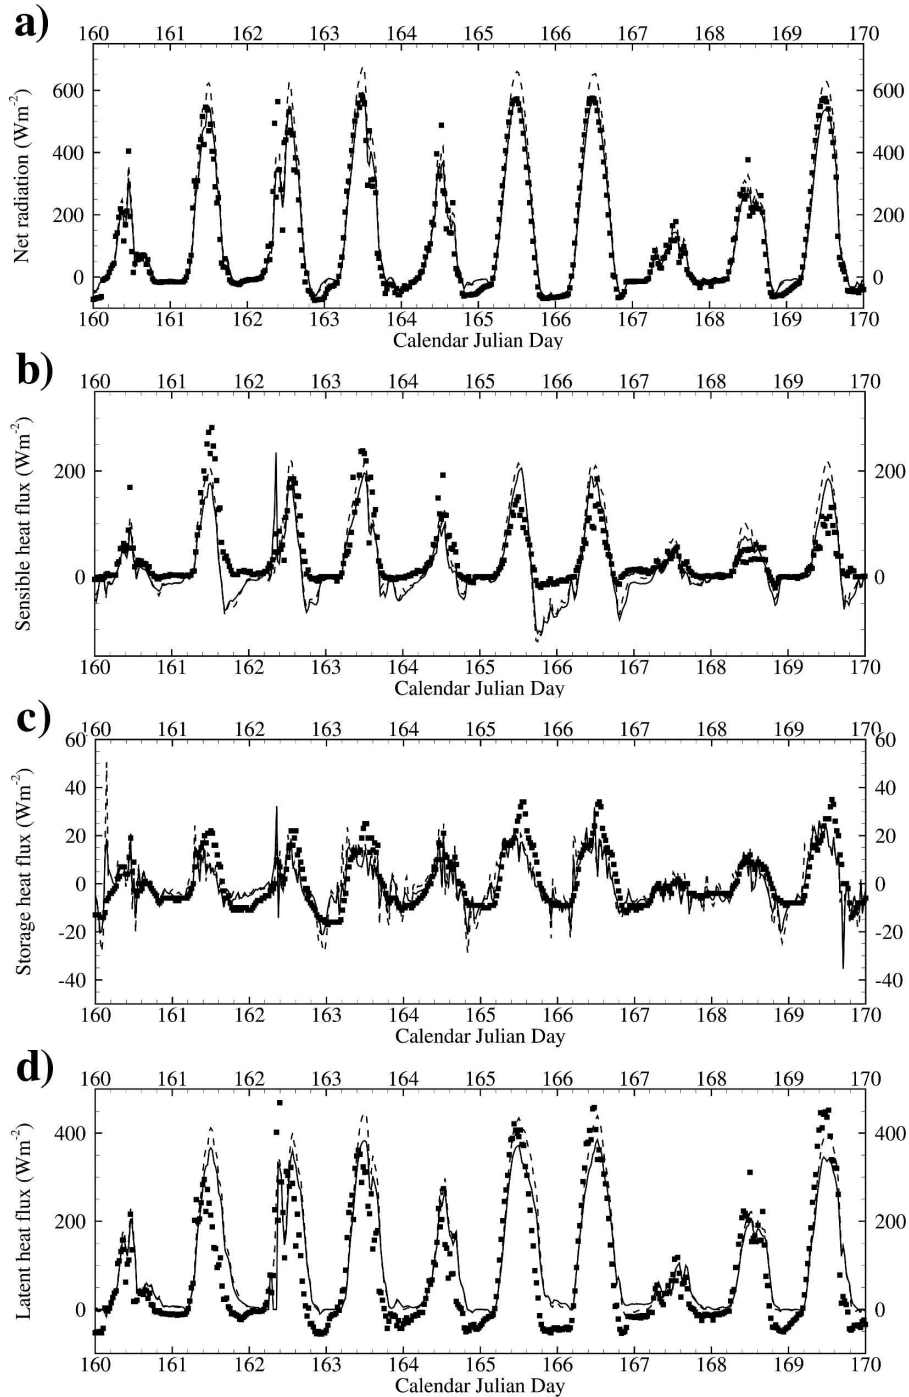 a)
160 161 162 163 164 165 166 167 168 169 170
Net radiation (Wm-2)
600 600
400 400
200 200
0 0
160 161 162 163 164 165 166 167 168 169 170
Calendar Julian Day
b)
160 161 162 163 164 165 166 167 168 169 170
Sensible heat flux (Wm-2)
200 200
0 0
160 161 162 163 164 165 166 167 168 169 170
Calendar Julian Day
c)
160 161 162 163 164 165 166 167 168 169 170
Storage heat flux (Wm-2)
60 60
40 40
20 20
0 0
-20 -20
-40 -40
160 161 162 163 164 165 166 167 168 169 170
Calendar Julian Day
d)
160 161 162 163 164 165 166 167 168 169 170
Latent heat flux (Wm-2)
400 400
200 200
0 0
160 161 162 163 164 165 166 167 168 169 170
Calendar Julian Day